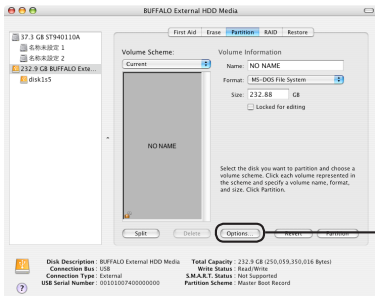 BUFFALO External HDD Media
First Aid Erase Partition RAID Restore
37.3 GB ST940110A
名称未設定 1
名称未設定 2
232.9 GB BUFFALO Exte...
disk1s5
Volume Scheme:
Current
NO NAME
Volume Information
Name: NO NAME
Format: MS-DOS File System
Size: 232.88 GB
Locked for editing
Select the disk you want to partition and choose a
volume scheme. Click each volume represented in
the scheme and specify a volume name, format,
and size. Click Partition.
Split Delete Options... Revert Partition
Disk Description : BUFFALO External HDD Media Total Capacity : 232.9 GB (250,059,350,016 Bytes)
Connection Bus : USB Write Status : Read/Write
Connection Type : External S.M.A.R.T. Status : Not Supported
USB Serial Number : 00101007400000000 Partition Scheme : Master Boot Record
?